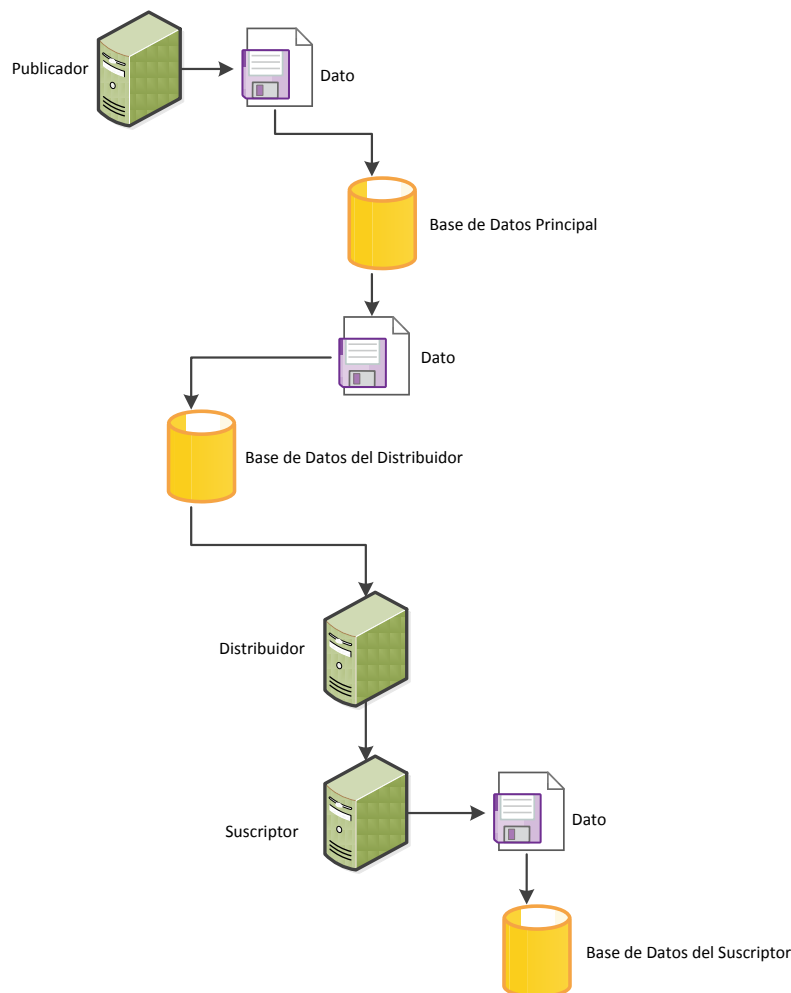 Publicador
Dato
Base de Datos Principal
Dato
Base de Datos del Distribuidor
Distribuidor
Suscriptor
Dato
Base de Datos del Suscriptor